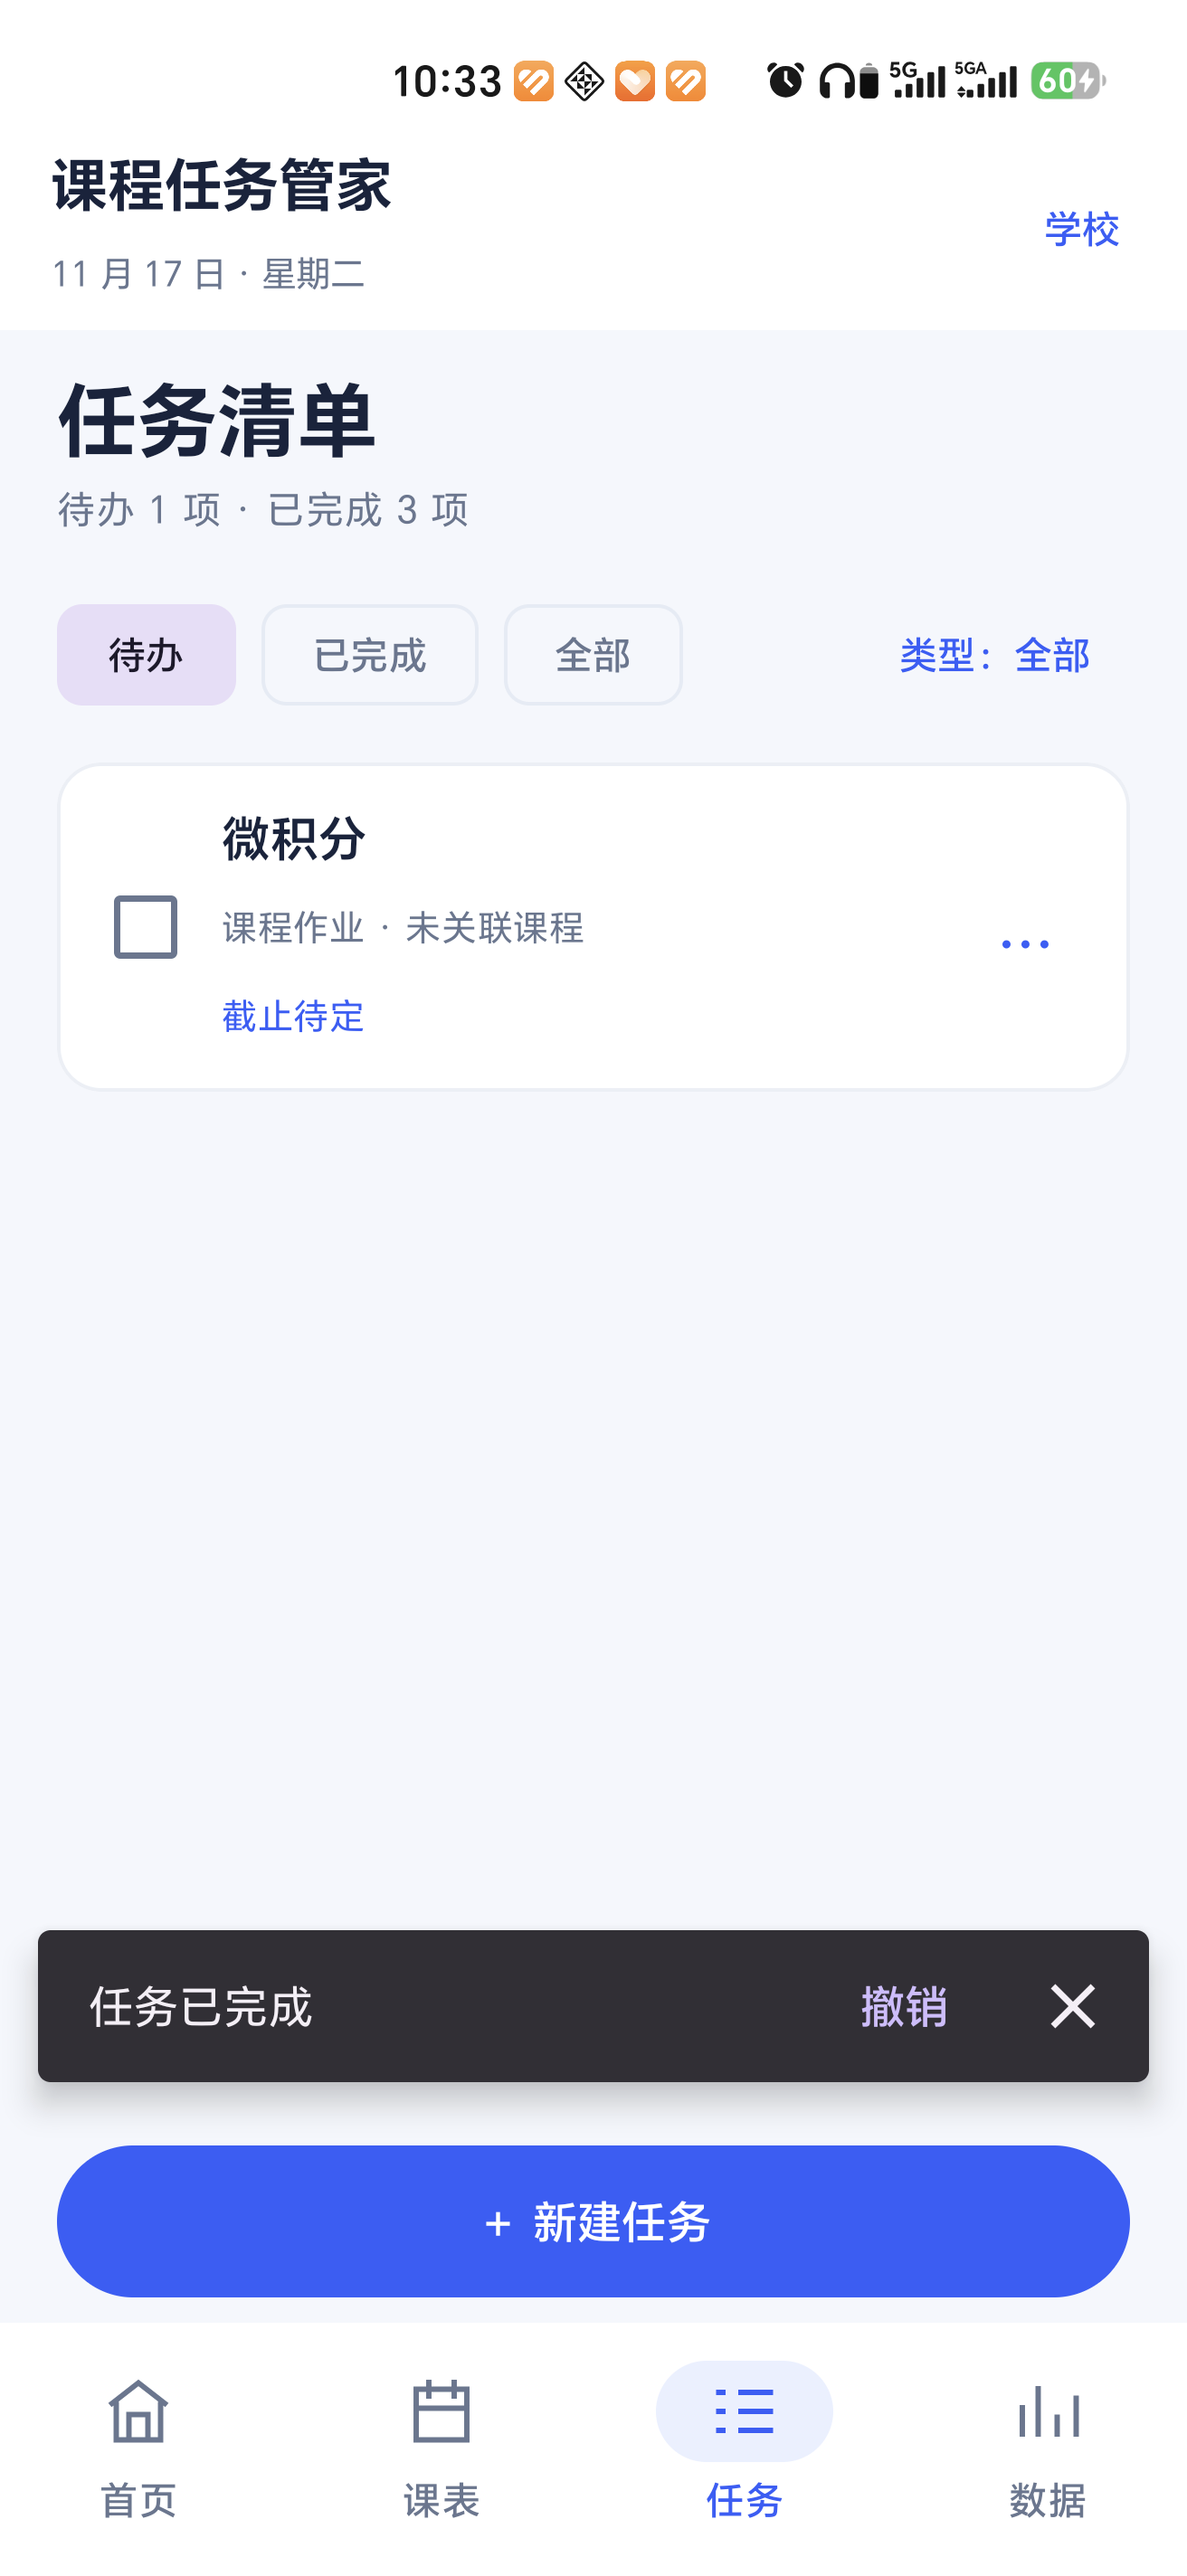 10:33 5G 5GA 60
课程任务管家
学校
11 月 17 日 · 星期二
任务清单
待办 1 项 · 已完成 3 项
待办 已完成 全部 类型：全部
微积分
课程作业 · 未关联课程
...
截止待定
任务已完成 撤销
+ 新建任务
首页 课表 任务 数据